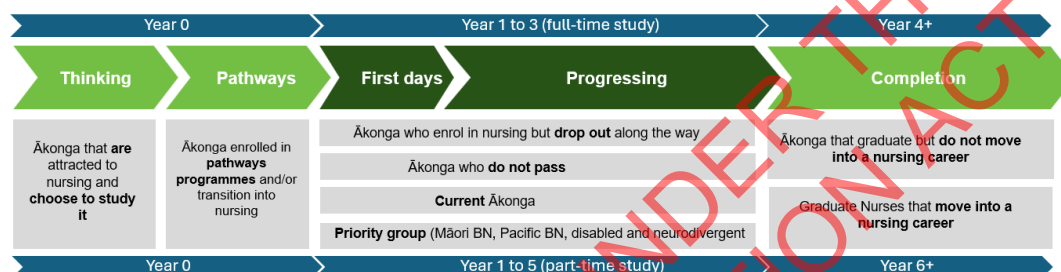 Year 0
Year 1 to 3 (full-time study)
Year 4+
Thinking
Pathways
First days
Progressing
Completion
Ākonga that are
attracted to
nursing and
choose to study
it
Ākonga enrolled in
pathways
programmes and/or
transition into
nursing
Ākonga who enrol in nursing but drop out along the way
Ākonga who do not pass
Current Ākonga
Priority group (Māori BN, Pacific BN, disabled and neurodivergent
Ākonga that graduate but do not move
into a nursing career
Graduate Nurses that move into a
nursing career
Year 0
Year 1 to 5 (part-time study)
Year 6+
ACT